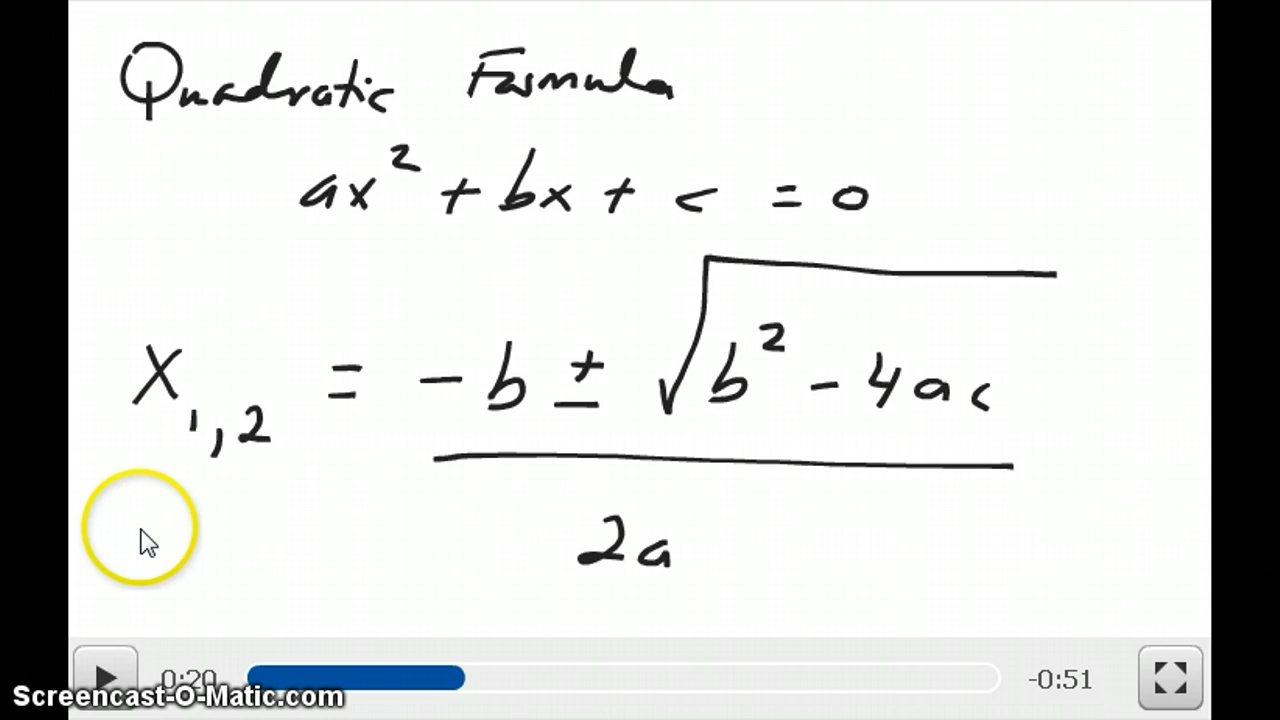 Quadratic Formula
ax² + bx + c = 0
X₁,₂ = -b ± √b² - 4ac
2a
0:20 -0:51
Screencast-O-Matic.com